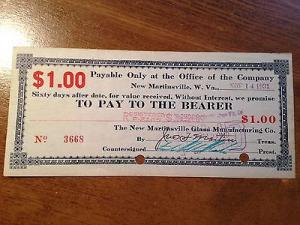 $1.00 Payable Only at the Office of the Company
New Martinsville, W. Va.
Sixty days after date, for value received, Without Interest, we promise
TO PAY TO THE BEARER
$1.00
The New Martinsville Glass Manufacturing Co.
No 3668
By
Treas.
Countersigned
Prest.